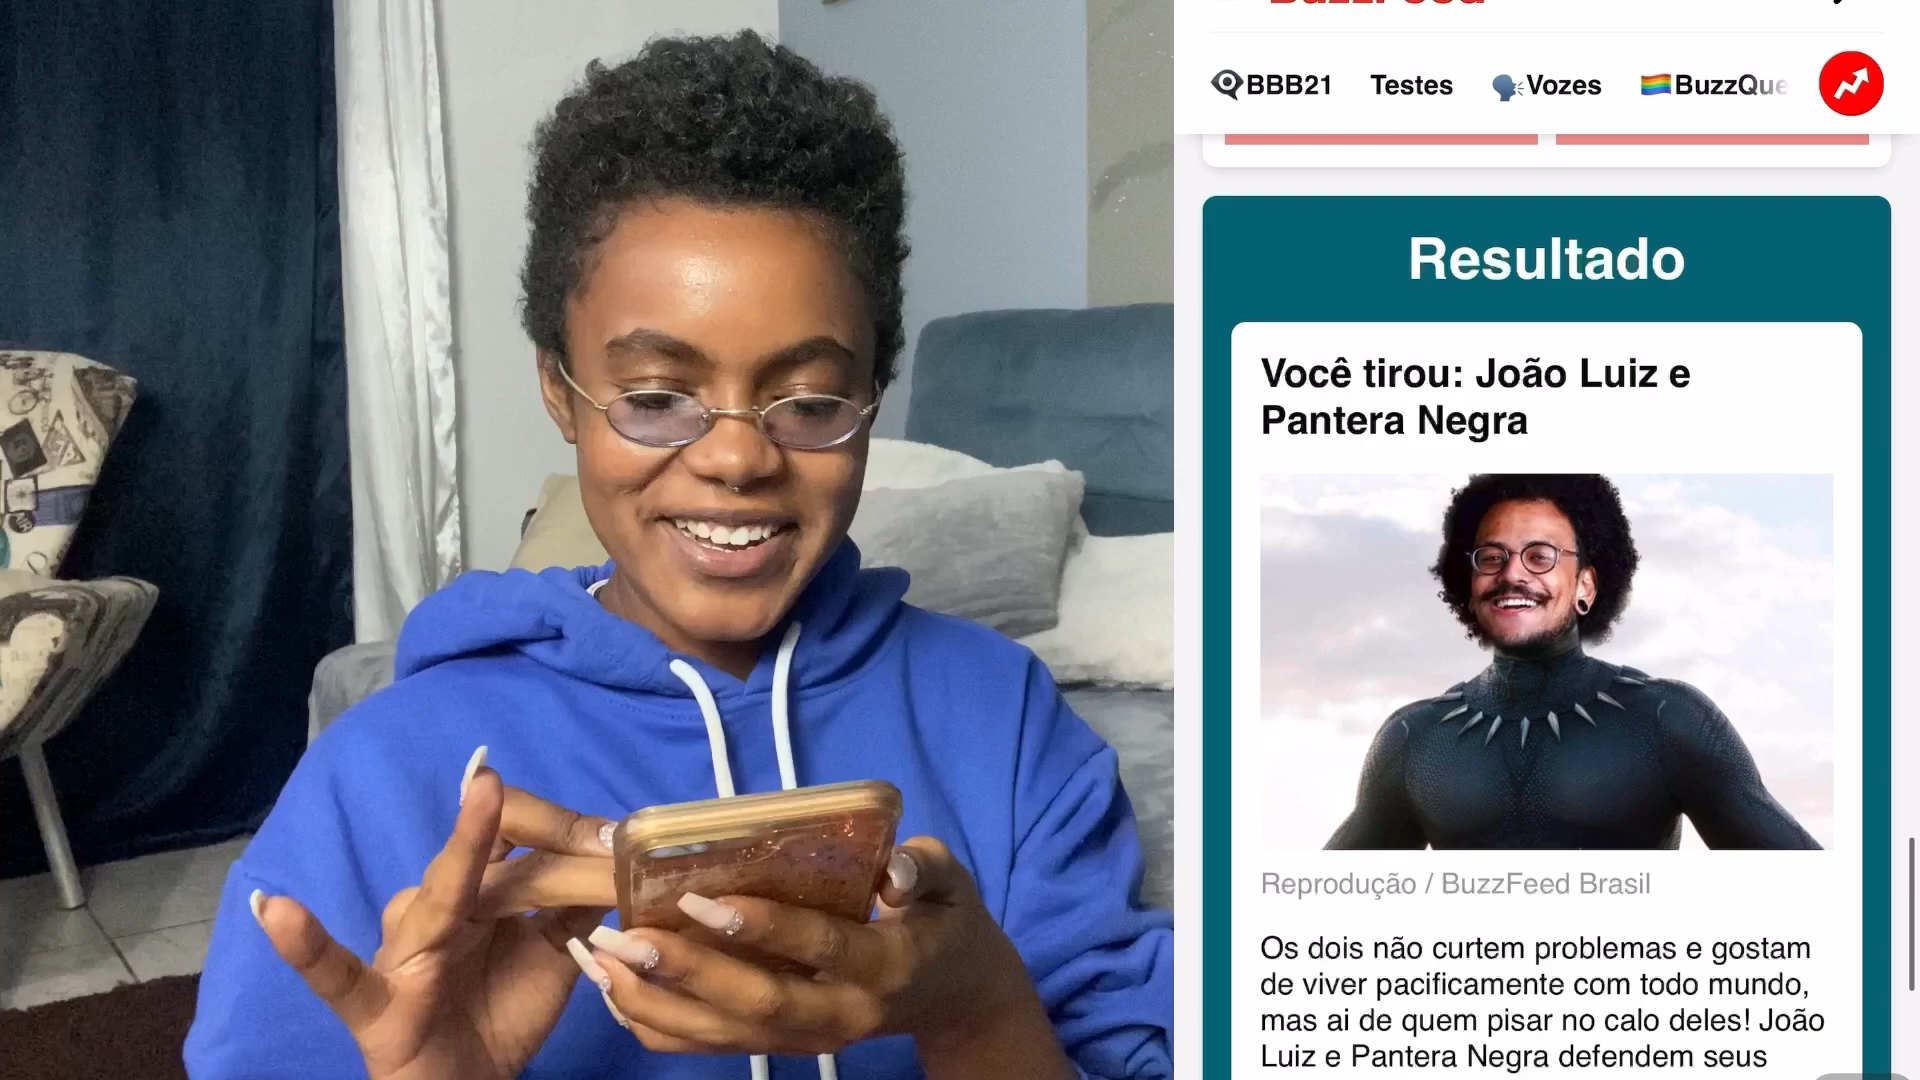 BuzzFeed
BBB21 Testes Vozes BuzzQue
Resultado
Você tirou: João Luiz e
Pantera Negra
Reprodução / BuzzFeed Brasil
Os dois não curtem problemas e gostam
de viver pacificamente com todo mundo,
mas ai de quem pisar no calo deles! João
Luiz e Pantera Negra defendem seus